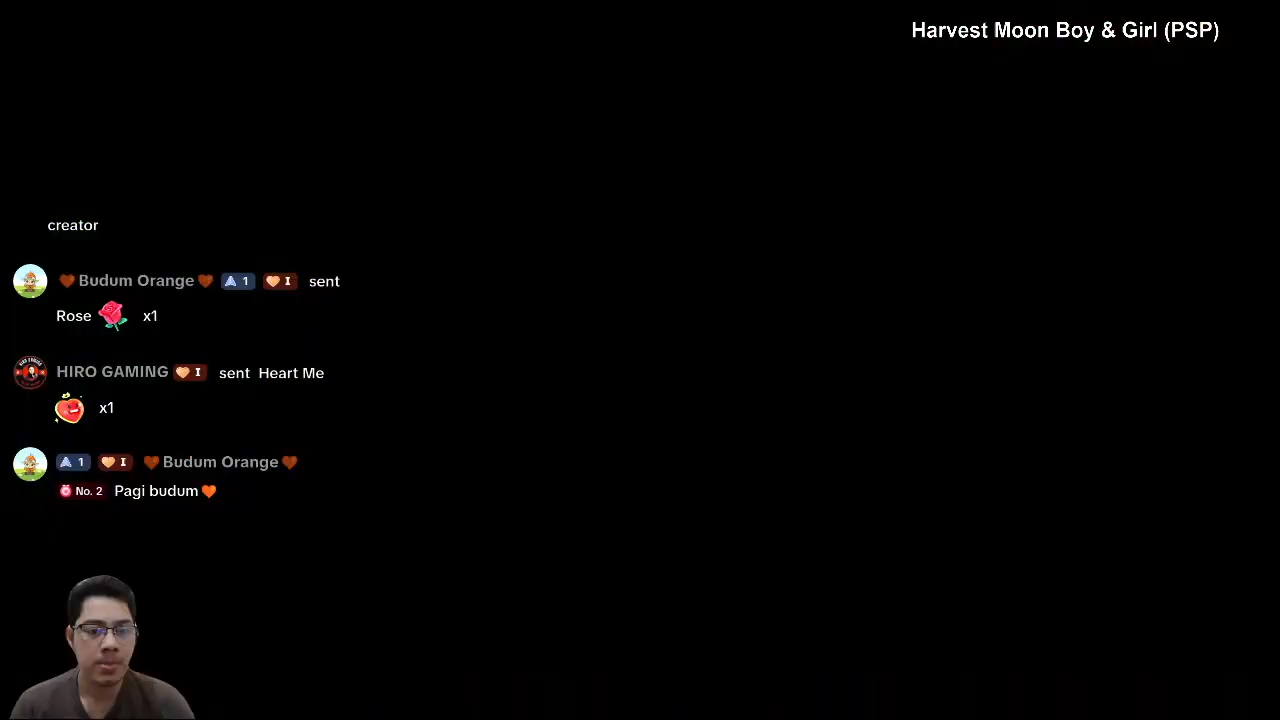 Harvest Moon Boy & Girl (PSP)
creator
Budum Orange 1 I sent
Rose x1
HIRO GAMING I sent Heart Me
x1
1 I Budum Orange
No. 2 Pagi budum